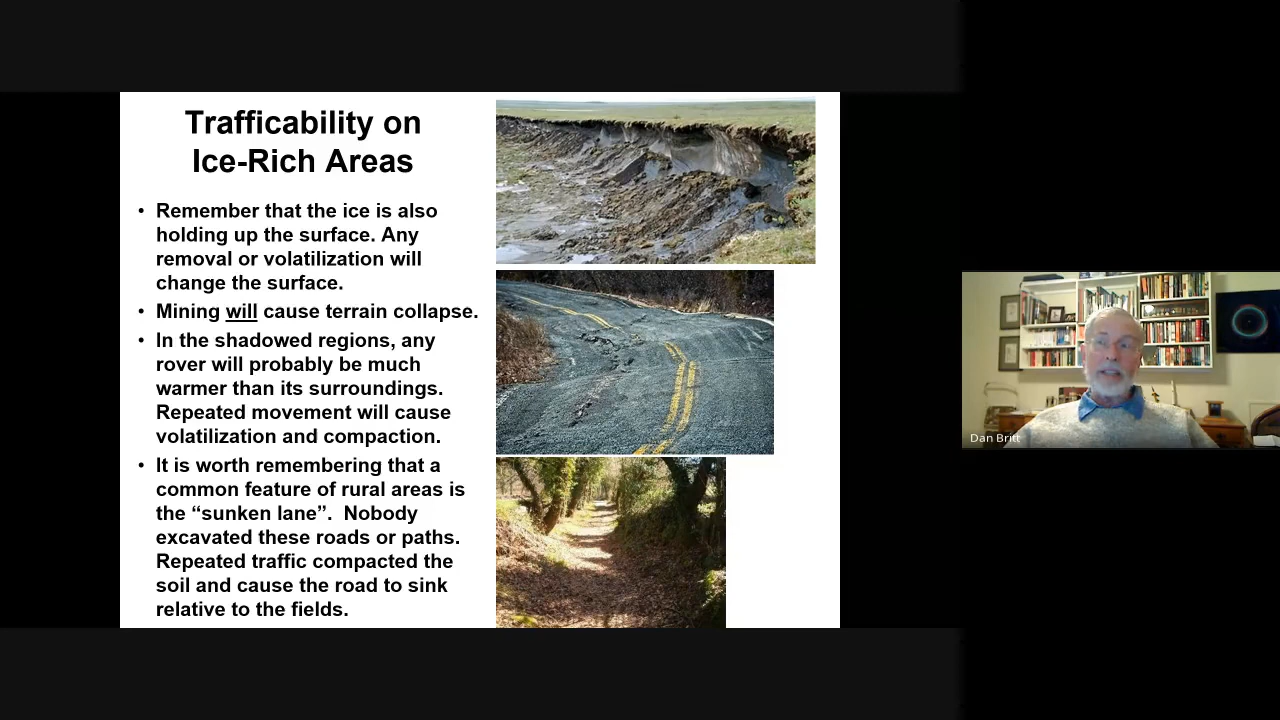 Trafficability on
Ice-Rich Areas
• Remember that the ice is also
holding up the surface. Any
removal or volatilization will
change the surface.
• Mining will cause terrain collapse.
• In the shadowed regions, any
rover will probably be much
warmer than its surroundings.
Repeated movement will cause
volatilization and compaction.
• It is worth remembering that a
common feature of rural areas is
the “sunken lane”.  Nobody
excavated these roads or paths.
Repeated traffic compacted the
soil and cause the road to sink
relative to the fields.
Dan Britt